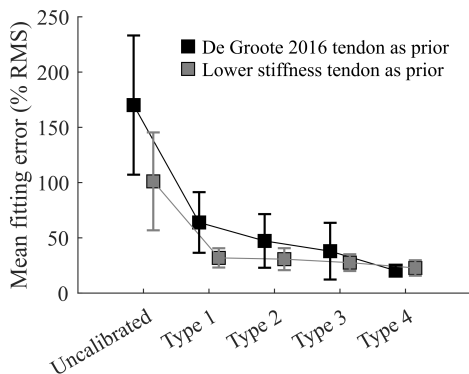 250
200
150
100
50
0
Mean fitting error (% RMS)
De Groote 2016 tendon as prior
Lower stiffness tendon as prior
Uncalibrated
Type 1
Type 2
Type 3
Type 4